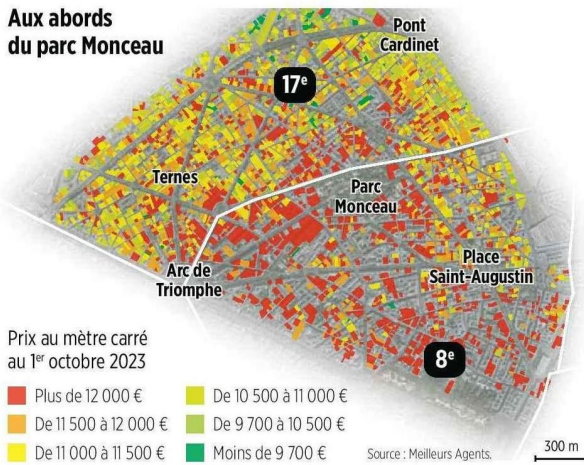 Aux abords
du parc Monceau
Pont
Cardinet
17e
Ternes
Parc
Monceau
Arc de
Triomphe
Place
Saint-Augustin
8e
Prix au mètre carré
au 1er octobre 2023
Plus de 12 000 €
De 11 500 à 12 000 €
De 11 000 à 11 500 €
De 10 500 à 11 000 €
De 9 700 à 10 500 €
Moins de 9 700 €
Source : Meilleurs Agents.
300 m